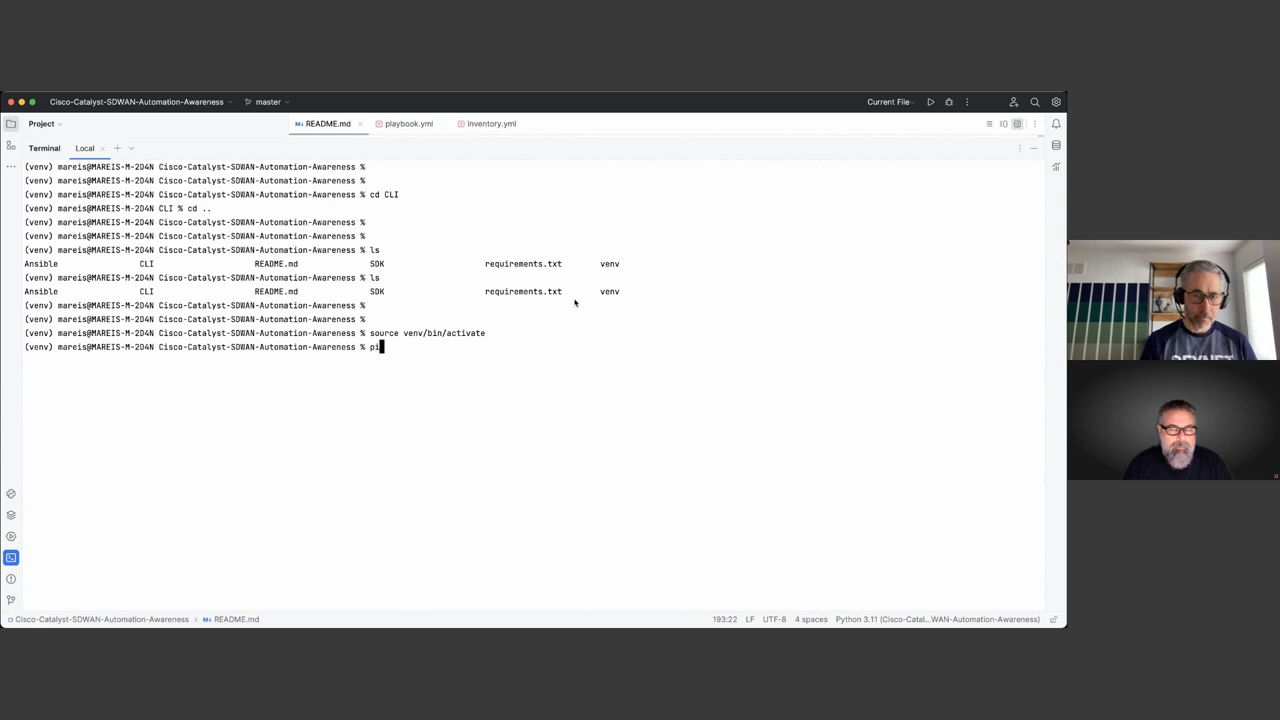 Cisco-Catalyst-SDWAN-Automation-Awareness master Current File
Project README.md playbook.yml inventory.yml
Terminal Local
(venv) mareis@MAREIS-M-2D4N Cisco-Catalyst-SDWAN-Automation-Awareness %
(venv) mareis@MAREIS-M-2D4N Cisco-Catalyst-SDWAN-Automation-Awareness %
(venv) mareis@MAREIS-M-2D4N Cisco-Catalyst-SDWAN-Automation-Awareness % cd CLI
(venv) mareis@MAREIS-M-2D4N CLI % cd ..
(venv) mareis@MAREIS-M-2D4N Cisco-Catalyst-SDWAN-Automation-Awareness %
(venv) mareis@MAREIS-M-2D4N Cisco-Catalyst-SDWAN-Automation-Awareness %
(venv) mareis@MAREIS-M-2D4N Cisco-Catalyst-SDWAN-Automation-Awareness % ls
Ansible CLI README.md SDK requirements.txt venv
(venv) mareis@MAREIS-M-2D4N Cisco-Catalyst-SDWAN-Automation-Awareness % ls
Ansible CLI README.md SDK requirements.txt venv
(venv) mareis@MAREIS-M-2D4N Cisco-Catalyst-SDWAN-Automation-Awareness %
(venv) mareis@MAREIS-M-2D4N Cisco-Catalyst-SDWAN-Automation-Awareness %
(venv) mareis@MAREIS-M-2D4N Cisco-Catalyst-SDWAN-Automation-Awareness % source venv/bin/activate
(venv) mareis@MAREIS-M-2D4N Cisco-Catalyst-SDWAN-Automation-Awareness % pi
Cisco-Catalyst-SDWAN-Automation-Awareness > README.md 193:22 LF UTF-8 4 spaces Python 3.11 (Cisco-Catal...WAN-Automation-Awareness)